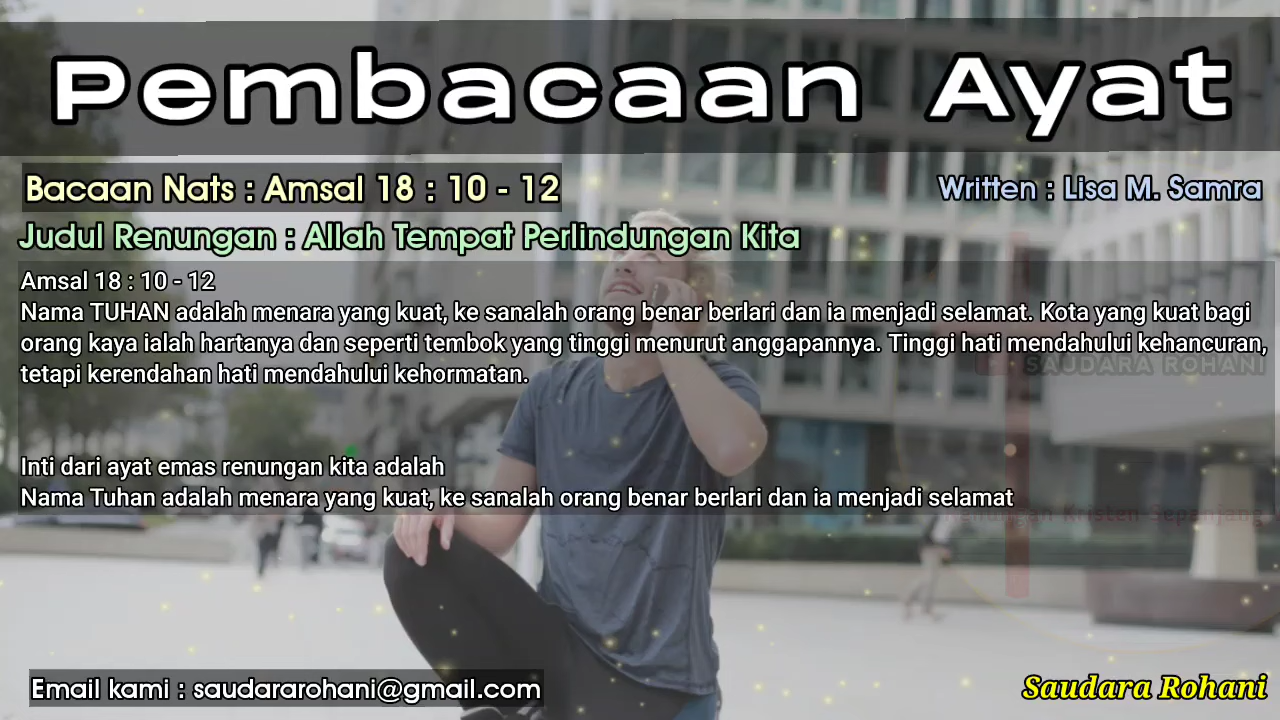 Pembacaan Ayat
Bacaan Nats : Amsal 18 : 10 - 12
Written : Lisa M. Samra
Judul Renungan : Allah Tempat Perlindungan Kita
Amsal 18 : 10 - 12
Nama TUHAN adalah menara yang kuat, ke sanalah orang benar berlari dan ia menjadi selamat. Kota yang kuat bagi
orang kaya ialah hartanya dan seperti tembok yang tinggi menurut anggapannya. Tinggi hati mendahului kehancuran,
tetapi kerendahan hati mendahului kehormatan.
SAUDARA ROHANI
Inti dari ayat emas renungan kita adalah
Nama Tuhan adalah menara yang kuat, ke sanalah orang benar berlari dan ia menjadi selamat
Renungan Kristen Sepanjang
Email kami : saudararohani@gmail.com
Saudara Rohani